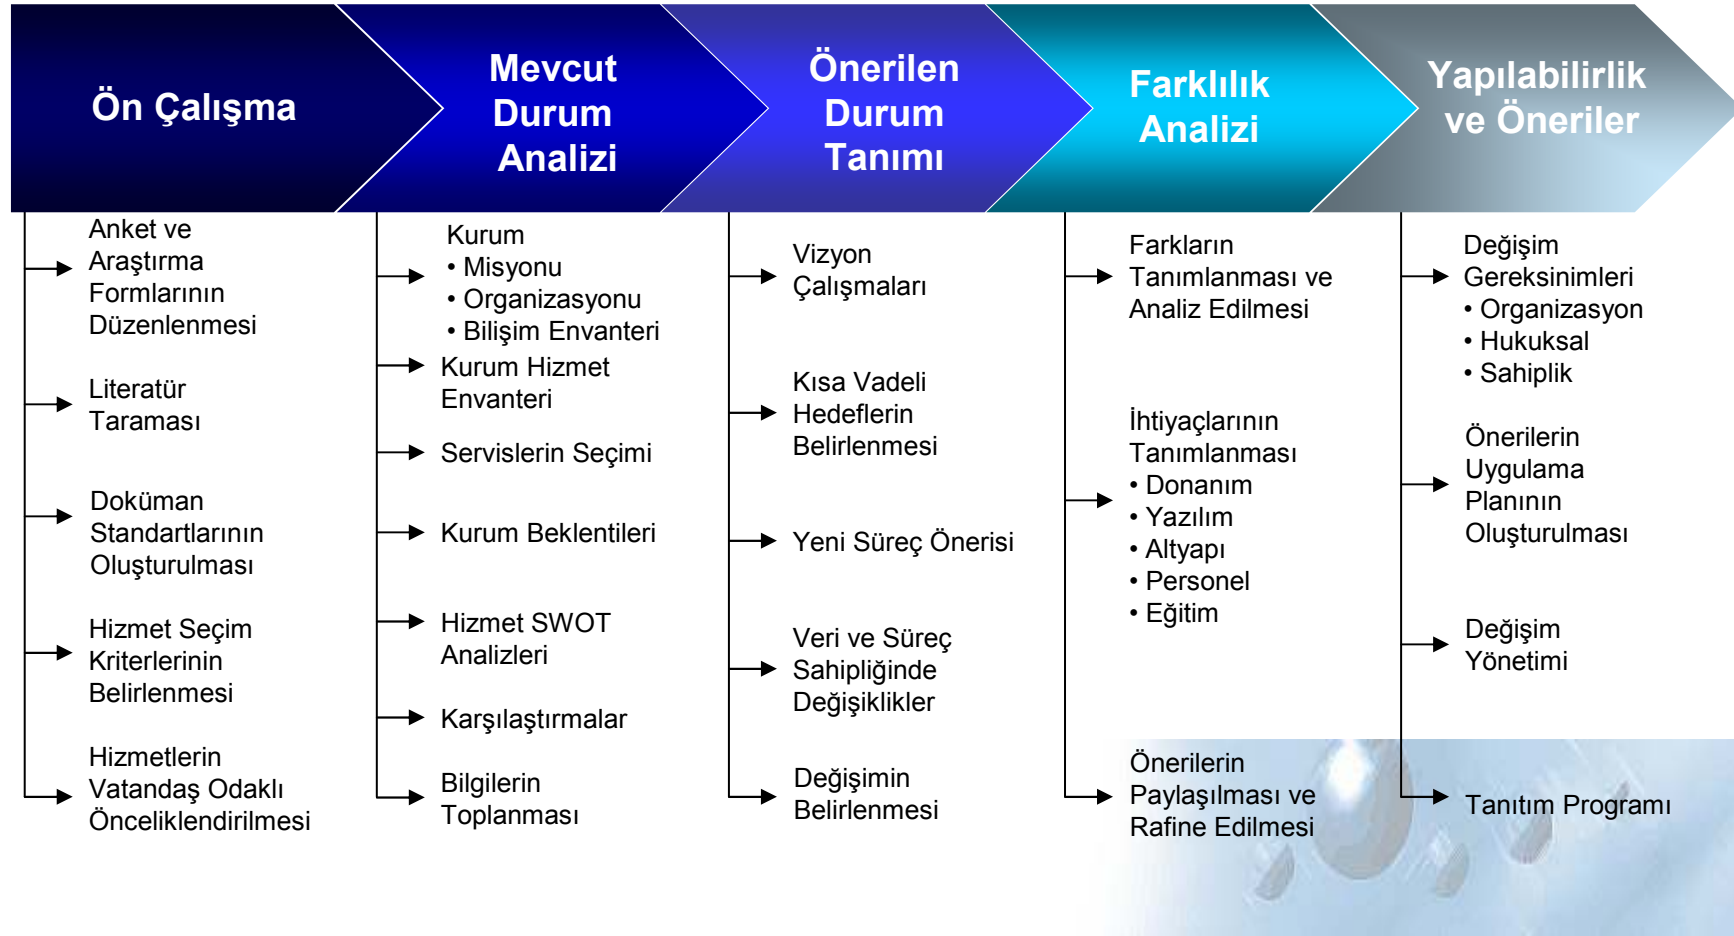 Ön Çalışma
Mevcut
Durum
Analizi
Önerilen
Durum
Tanımı
Farklılık
Analizi
Yapılabilirlik
ve Öneriler
Anket ve
Araştırma
Formlarının
Düzenlenmesi
Literatür
Taraması
Doküman
Standartlarının
Oluşturulması
Hizmet Seçim
Kriterlerinin
Belirlenmesi
Hizmetlerin
Vatandaş Odaklı
Önceliklendirilmesi
Kurum
• Misyonu
• Organizasyonu
• Bilişim Envanteri
Kurum Hizmet
Envanteri
Servislerin Seçimi
Kurum Beklentileri
Hizmet SWOT
Analizleri
Karşılaştırmalar
Bilgilerin
Toplanması
Vizyon
Çalışmaları
Kısa Vadeli
Hedeflerin
Belirlenmesi
Yeni Süreç Önerisi
Veri ve Süreç
Sahipliğinde
Değişiklikler
Değişimin
Belirlenmesi
Farkların
Tanımlanması ve
Analiz Edilmesi
İhtiyaçlarının
Tanımlanması
• Donanım
• Yazılım
• Altyapı
• Personel
• Eğitim
Önerilerin
Paylaşılması ve
Rafine Edilmesi
Değişim
Gereksinimleri
• Organizasyon
• Hukuksal
• Sahiplik
Önerilerin
Uygulama
Planının
Oluşturulması
Değişim
Yönetimi
Tanıtım Programı